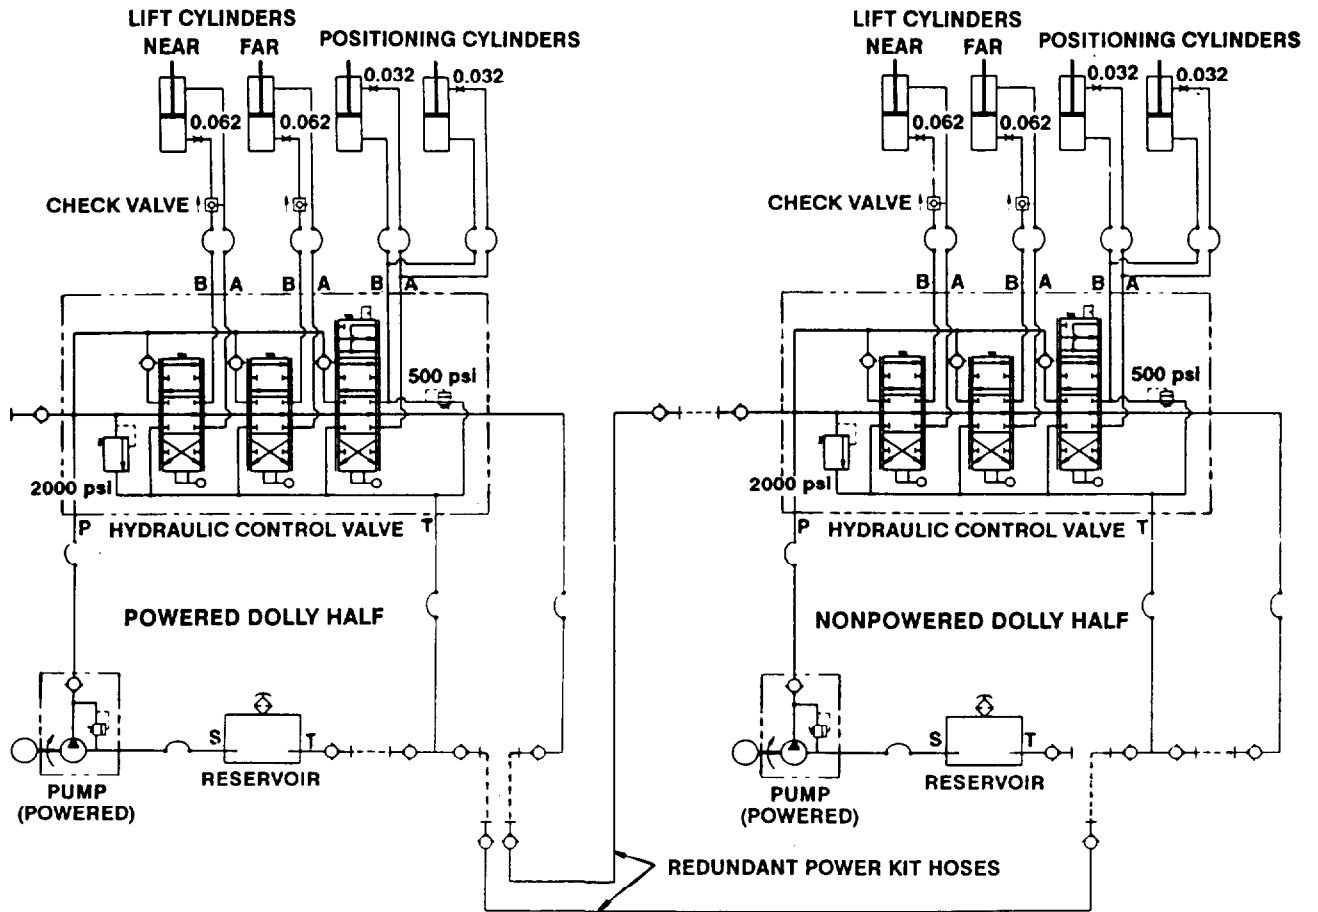 LIFT CYLINDERS
NEAR FAR
POSITIONING CYLINDERS
0.032
0.032
0.062
0.062
CHECK VALVE
B A B A B A
500 psi
2000 psi
P HYDRAULIC CONTROL VALVE T
POWERED DOLLY HALF
S T
RESERVOIR
PUMP
(POWERED)
LIFT CYLINDERS
NEAR FAR
POSITIONING CYLINDERS
0.032
0.032
0.062
0.062
CHECK VALVE
B A B A B A
500 psi
2000 psi
P HYDRAULIC CONTROL VALVE T
NONPOWERED DOLLY HALF
S T
RESERVOIR
PUMP
(POWERED)
REDUNDANT POWER KIT HOSES